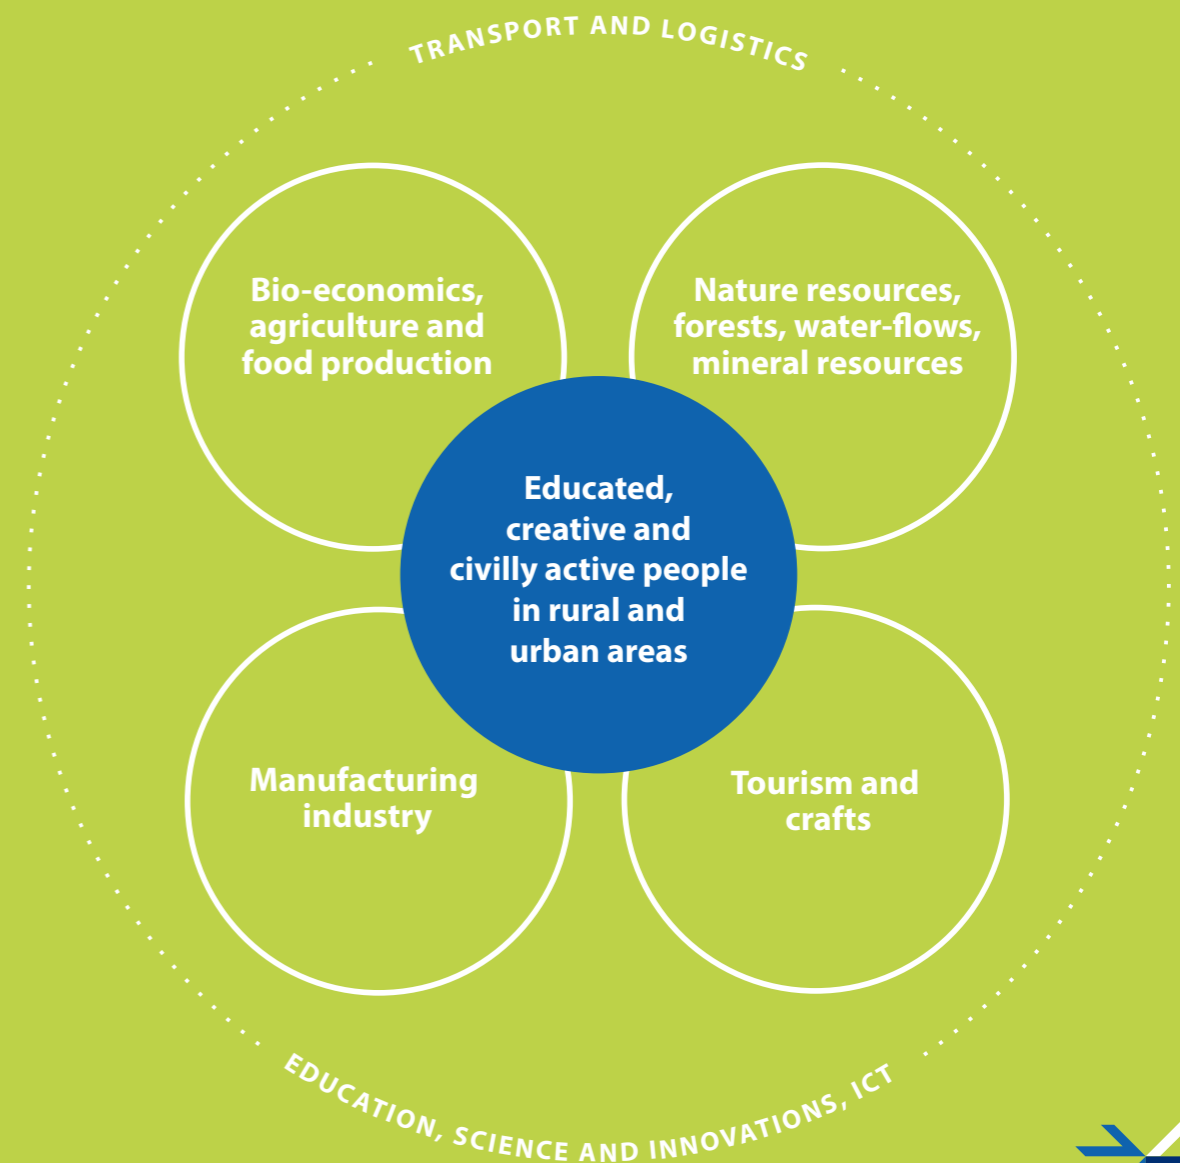 TRANSPORT AND LOGISTICS
Bio-economics,
agriculture and
food production
Nature resources,
forests, water-flows,
mineral resources
Educated,
creative and
civilly active people
in rural and
urban areas
Manufacturing
industry
Tourism and
crafts
EDUCATION, SCIENCE AND INNOVATIONS, ICT